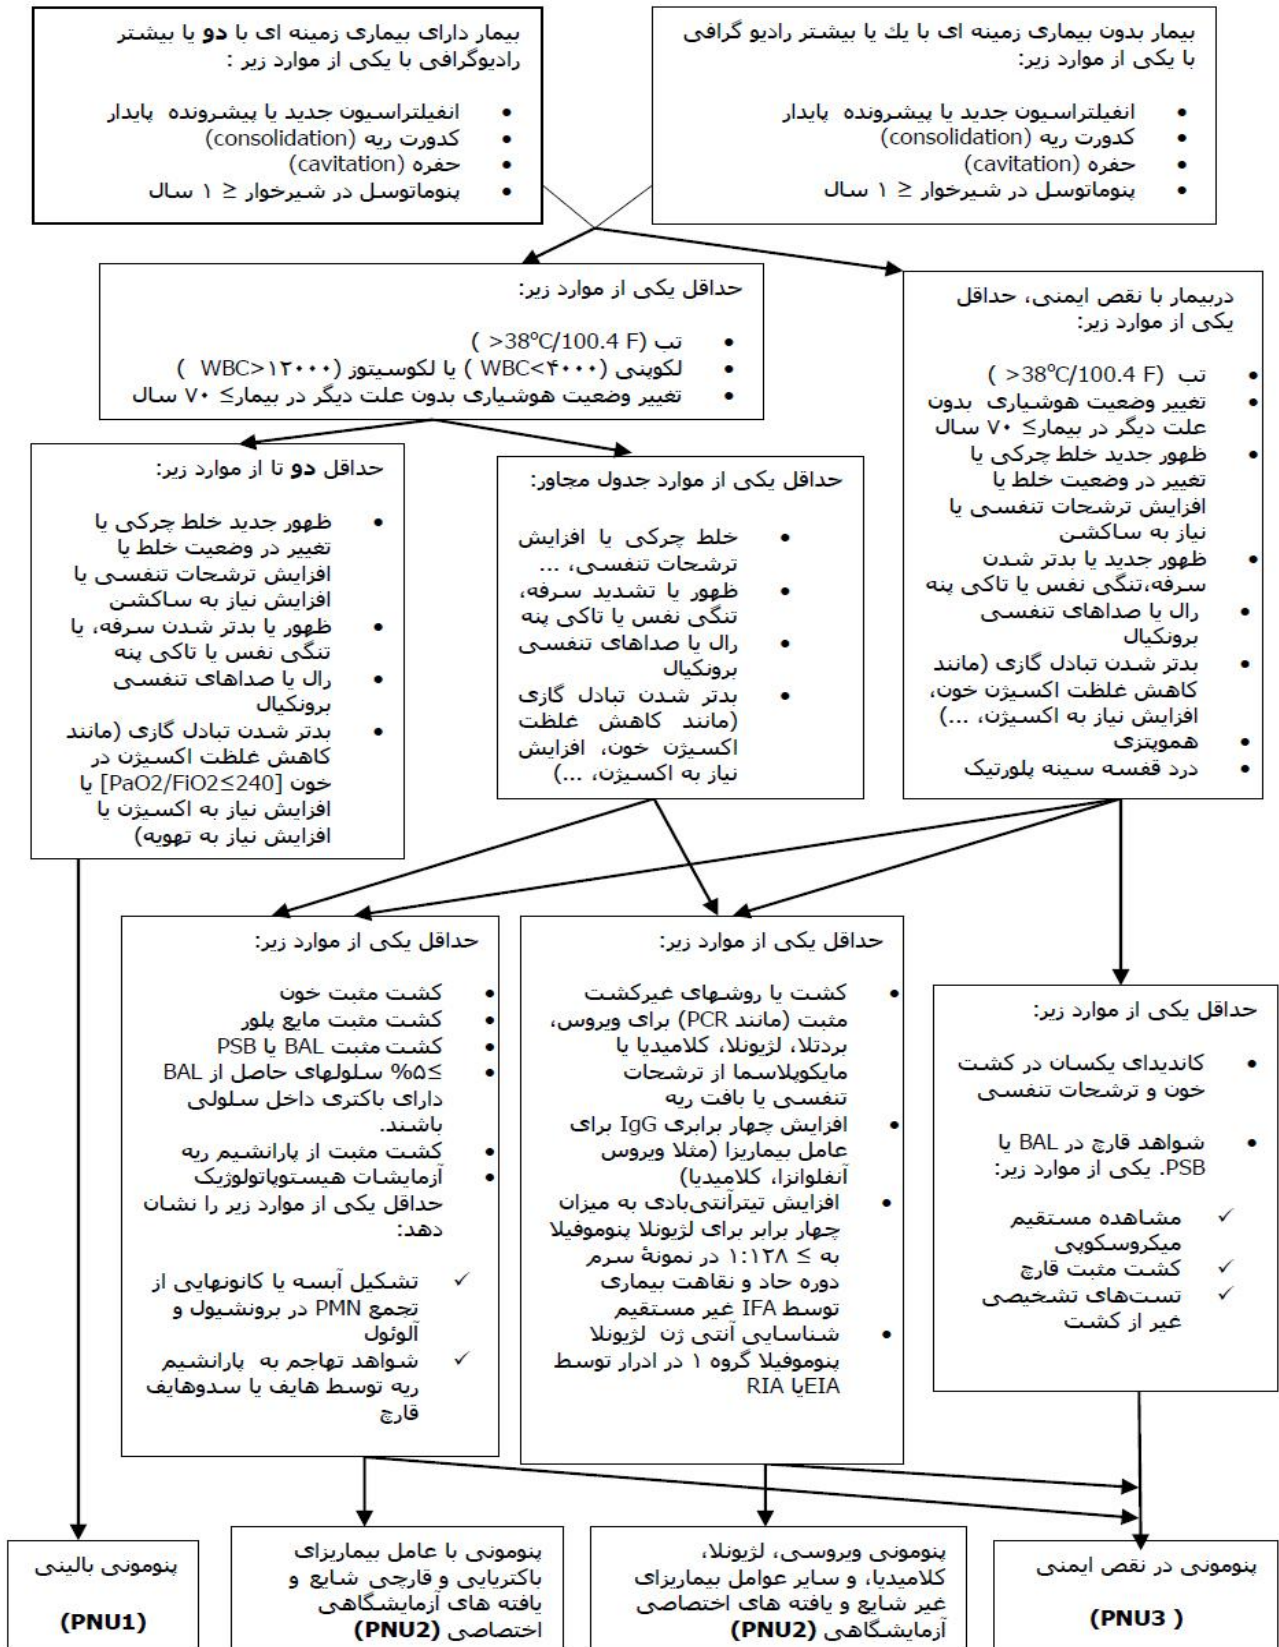 بیمار بدون بیماری زمینه ای با یك یا بیشتر رادیو گرافی
با یکی از موارد زیر:
انفیلتراسیون جدید یا پیشرونده پایدار
کدورت ریه (consolidation)
حفره (cavitation)
پنوماتوسل در شیرخوار ≤ ۱ سال
بیمار دارای بیماری زمینه ای با دو یا بیشتر
رادیوگرافی با یکی از موارد زیر :
انفیلتراسیون جدید یا پیشرونده پایدار
کدورت ریه (consolidation)
حفره (cavitation)
پنوماتوسل در شیرخوار ≤ ۱ سال
دربیمار با نقص ایمنی، حداقل
یکی از موارد زیر:
تب (>38°C/100.4 F )
تغییر وضعیت هوشیاری بدون
علت دیگر در بیمار≥ ۷۰ سال
ظهور جدید خلط چرکی یا
تغییر در وضعیت خلط یا
افزایش ترشحات تنفسی یا
نیاز به ساکشن
ظهور جدید یا بدتر شدن
سرفه،تنگی نفس یا تاکی پنه
رال یا صداهای تنفسی
برونکیال
بدتر شدن تبادل گازی (مانند
کاهش غلظت اکسیژن خون،
افزایش نیاز به اکسیژن، ...)
هموپتزی
درد قفسه سینه پلورتیک
حداقل یکی از موارد زیر:
تب (>38°C/100.4 F )
لکوپنی (WBC<۴۰۰۰ ) یا لکوسیتوز (WBC>۱۲۰۰۰ )
تغییر وضعیت هوشیاری بدون علت دیگر در بیمار≥ ۷۰ سال
حداقل یکی از موارد جدول مجاور:
خلط چرکی یا افزایش
ترشحات تنفسی، ...
ظهور یا تشدید سرفه،
تنگی نفس یا تاکی پنه
رال یا صداهای تنفسی
برونکیال
بدتر شدن تبادل گازی
(مانند کاهش غلظت
اکسیژن خون، افزایش
نیاز به اکسیژن، ...)
حداقل دو تا از موارد زیر:
ظهور جدید خلط چرکی یا
تغییر در وضعیت خلط یا
افزایش ترشحات تنفسی یا
افزایش نیاز به ساکشن
ظهور یا بدتر شدن سرفه، یا
تنگی نفس یا تاکی پنه
رال یا صداهای تنفسی
برونکیال
بدتر شدن تبادل گازی (مانند
کاهش غلظت اکسیژن در
خون [PaO2/FiO2≤240] یا
افزایش نیاز به اکسیژن یا
افزایش نیاز به تهویه)
حداقل یکی از موارد زیر:
کاندیدای یکسان در کشت
خون و ترشحات تنفسی
شواهد قارچ در BAL یا
PSB. یکی از موارد زیر:
مشاهده مستقیم
میکروسکوپی
کشت مثبت قارچ
تست‌های تشخیصی
غیر از کشت
حداقل یکی از موارد زیر:
کشت یا روشهای غیرکشت
مثبت (مانند PCR) برای ویروس،
بردتلا، لژیونلا، کلامیدیا یا
مایکوپلاسما از ترشحات
تنفسی یا بافت ریه
افزایش چهار برابری IgG برای
عامل بیماریزا (مثلا ویروس
آنفلوانزا، کلامیدیا)
افزایش تیترآنتی‌بادی به میزان
چهار برابر برای لژیونلا پنوموفیلا
به ≥ ۱:۱۲۸ در نمونۀ سرم
دوره حاد و نقاهت بیماری
توسط IFA غیر مستقیم
شناسایی آنتی ژن لژیونلا
پنوموفیلا گروه ۱ در ادرار توسط
EIAیا RIA
حداقل یکی از موارد زیر:
کشت مثبت خون
کشت مثبت مایع پلور
کشت مثبت BAL یا PSB
≥۵% سلولهای حاصل از BAL
دارای باکتری داخل سلولی
باشند.
کشت مثبت از پارانشیم ریه
آزمایشات هیستوپاتولوژیک
حداقل یکی از موارد زیر را نشان
دهد:
تشکیل آبسه یا کانونهایی از
تجمع PMN در برونشیول و
آلوئول
شواهد تهاجم به پارانشیم
ریه توسط هایف یا سدوهایف
قارچ
پنومونی در نقص ایمنی
(PNU3 )
پنومونی ویروسی، لژیونلا،
کلامیدیا، و سایر عوامل بیماریزای
غیر شایع و یافته های اختصاصی
آزمایشگاهی (PNU2)
پنومونی با عامل بیماریزای
باکتریایی و قارچی شایع و
یافته های آزمایشگاهی
اختصاصی (PNU2)
پنومونی بالینی
(PNU1)